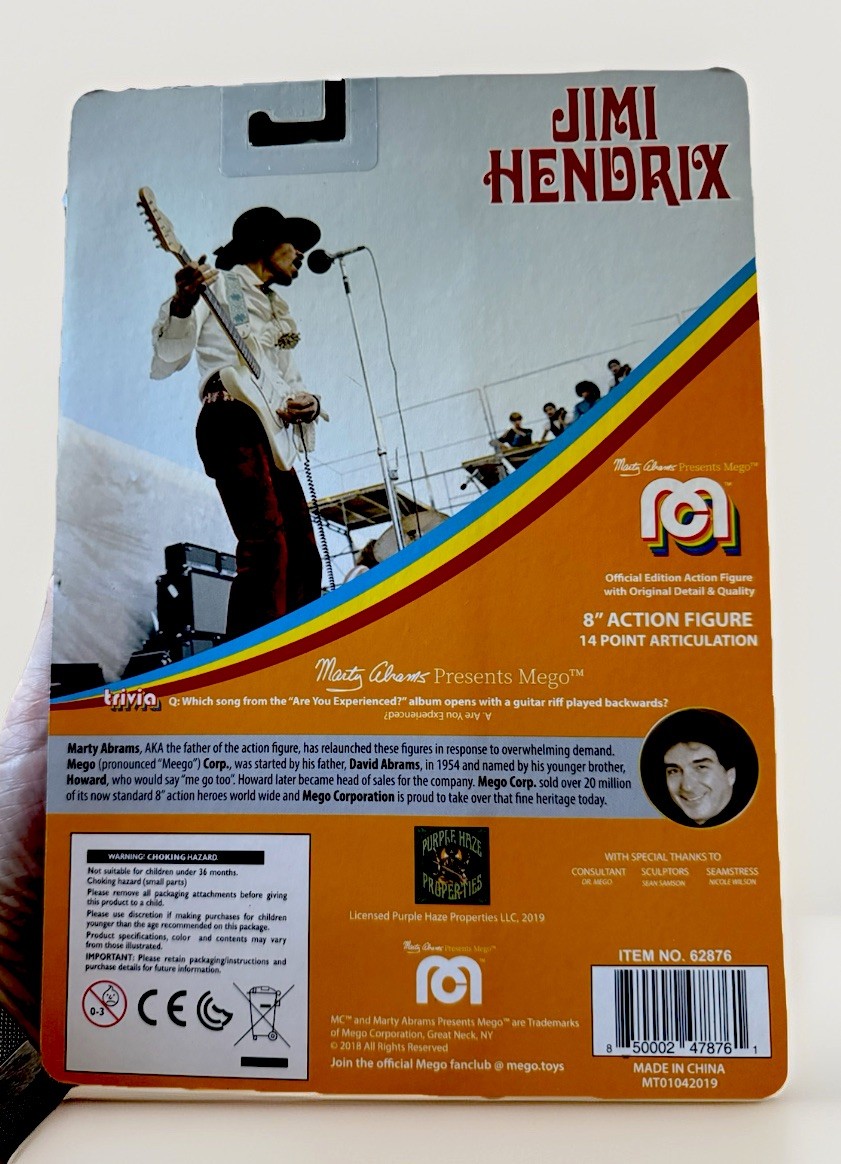 JIMI
HENDRIX
Marty Abrams Presents Mego™
MC™
Official Edition Action Figure
with Original Detail & Quality
8” ACTION FIGURE
14 POINT ARTICULATION
Marty Abrams Presents Mego™
trivia Q: Which song from the “Are You Experienced?” album opens with a guitar riff played backwards?
A. Are You Experienced?
Marty Abrams, AKA the father of the action figure, has relaunched these figures in response to overwhelming demand.
Mego (pronounced “Meego”) Corp., was started by his father, David Abrams, in 1954 and named by his younger brother,
Howard, who would say “me go too”. Howard later became head of sales for the company. Mego Corp. sold over 20 million
of its now standard 8” action heroes world wide and Mego Corporation is proud to take over that fine heritage today.
WARNING! CHOKING HAZARD.
Not suitable for children under 36 months.
Choking hazard (small parts)
Please remove all packaging attachments before giving
this product to a child.
Please use discretion if making purchases for children
younger than the age recommended on this package.
Product specifications, color and contents may vary
from those illustrated.
IMPORTANT: Please retain packaging/instructions and
purchase details for future information.
0-3 CE
PURPLE HAZE
PROPERTIES
Licensed Purple Haze Properties LLC, 2019
WITH SPECIAL THANKS TO
CONSULTANT SCULPTORS SEAMSTRESS
DR. MEGO SEAN SAMSON NICOLE WILSON
Marty Abrams Presents Mego™
MC
MC™ and Marty Abrams Presents Mego™ are Trademarks
of Mego Corporation, Great Neck, NY
© 2018 All Rights Reserved
Join the official Mego fanclub @ mego.toys
ITEM NO. 62876
8 50002 47876 1
MADE IN CHINA
MT01042019